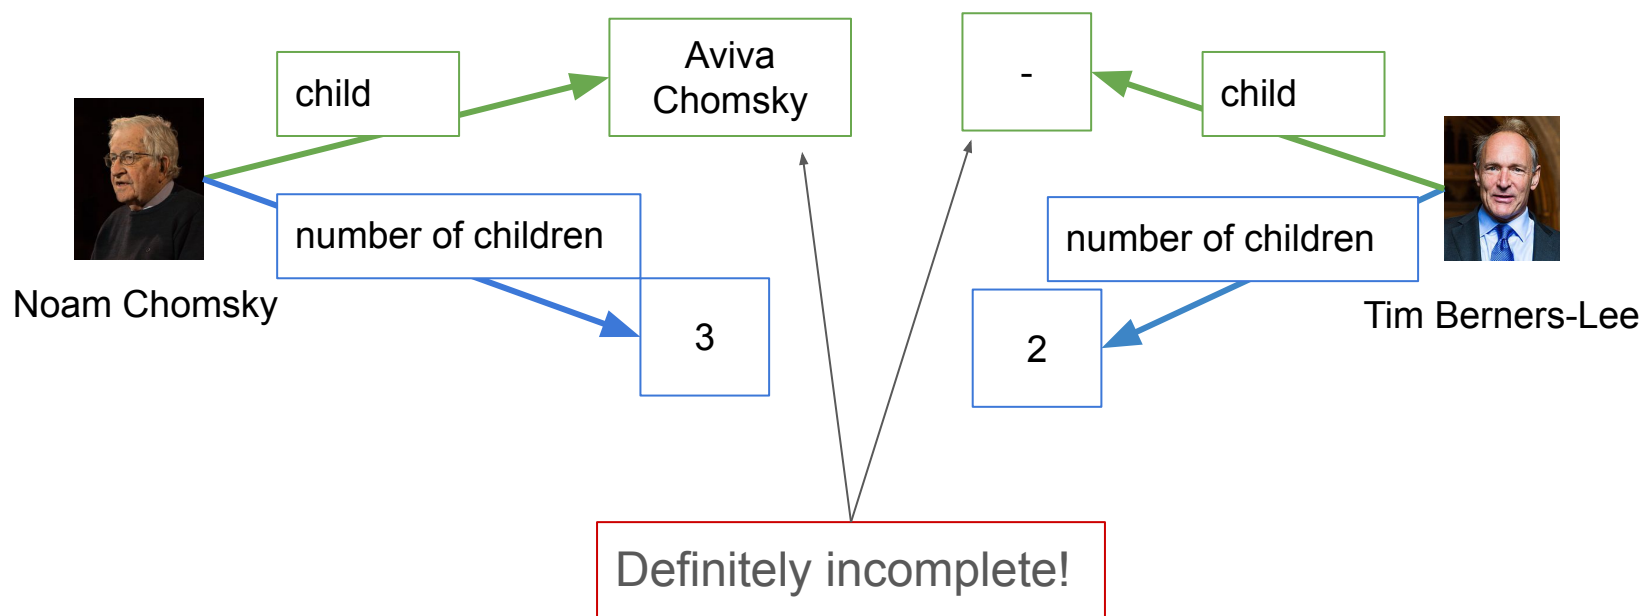 child
Aviva
Chomsky
-
child
number of children
number of children
Noam Chomsky
Tim Berners-Lee
3
2
Definitely incomplete!